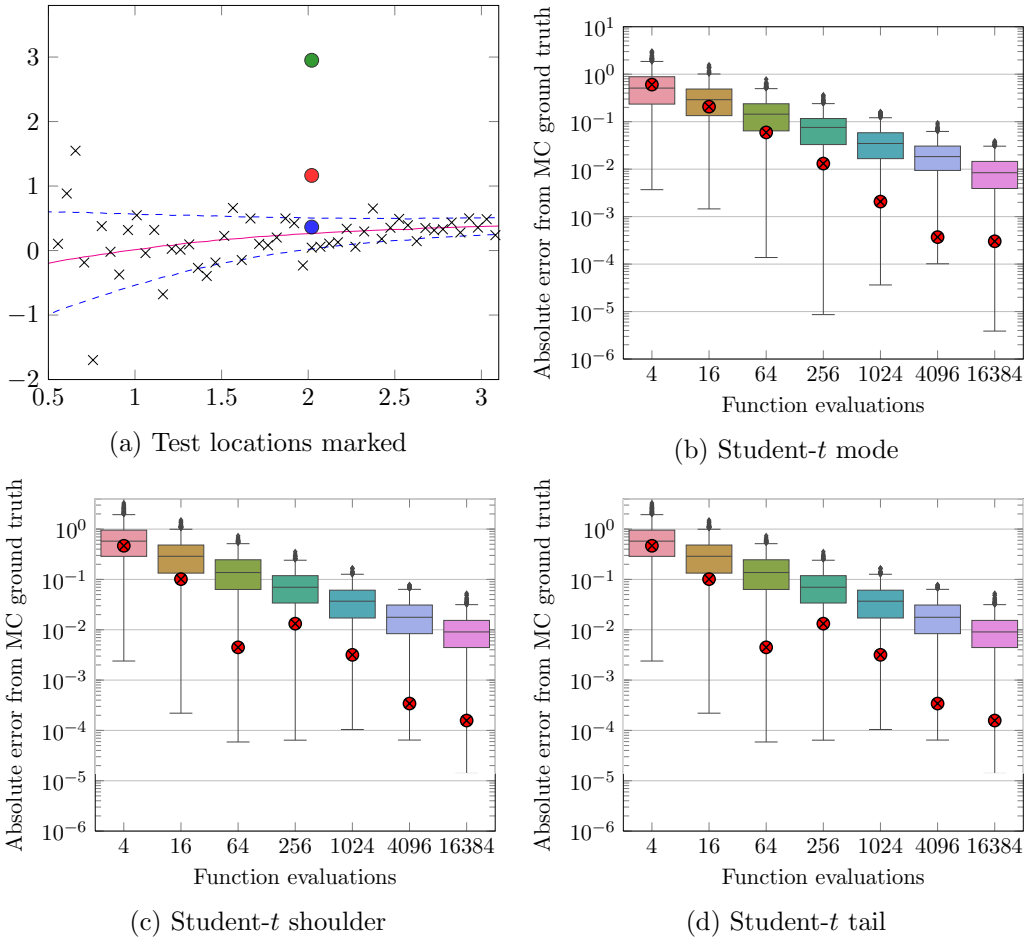 3
2
1
0
−1
−2
0.5 1 1.5 2 2.5 3
(a) Test locations marked
Absolute error from MC ground truth
10^1
10^0
10^−1
10^−2
10^−3
10^−4
10^−5
10^−6
4 16 64 256 1024 4096 16384
Function evaluations
(b) Student-t mode
Absolute error from MC ground truth
10^0
10^−1
10^−2
10^−3
10^−4
10^−5
10^−6
4 16 64 256 1024 4096 16384
Function evaluations
(c) Student-t shoulder
Absolute error from MC ground truth
10^0
10^−1
10^−2
10^−3
10^−4
10^−5
10^−6
4 16 64 256 1024 4096 16384
Function evaluations
(d) Student-t tail